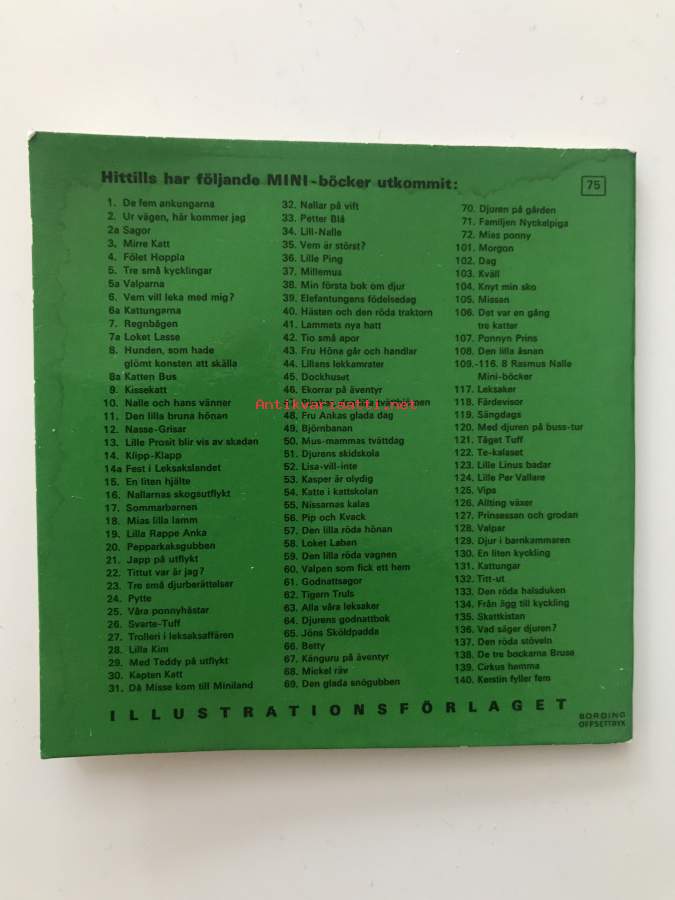 Hittills har följande MINI-böcker utkommit:
75
1. De fem ankungarna
2. Ur vägen, här kommer jag
2a Sagor
3. Mirre Katt
4. Fölet Hoppla
5. Tre små kycklingar
5a Valparna
6. Vem vill leka med mig?
6a Kattungarna
7. Regnbågen
7a Loket Lasse
8. Hunden, som hade
glömt konsten att skälla
8a Katten Bus
9. Kissekatt
10. Nalle och hans vänner
11. Den lilla bruna hönan
12. Nasse-Grisar
13. Lille Prosit blir vis av skadan
14. Klipp-Klapp
14a Fest i Leksakslandet
15. En liten hjälte
16. Nallarnas skogsutflykt
17. Sommarbarnen
18. Mias lilla lamm
19. Lilla Rappe Anka
20. Pepparkaksgubben
21. Japp på utflykt
22. Tittut var är jag?
23. Tre små djurberättelser
24. Pytte
25. Våra ponnyhästar
26. Svarte-Tuff
27. Trolleri i leksaksaffären
28. Lilla Kim
29. Med Teddy på utflykt
30. Kapten Katt
31. Då Misse kom till Miniland
32. Nallar på vift
33. Petter Blå
34. Lill-Nalle
35. Vem är störst?
36. Lille Ping
37. Millemus
38. Min första bok om djur
39. Elefantungens födelsedag
40. Hästen och den röda traktorn
41. Lammets nya hatt
42. Tio små apor
43. Fru Höna går och handlar
44. Lillans lekkamrater
45. Dockhuset
46. Ekorrar på äventyr
Antikvariaatti.net
48. Fru Ankas glada dag
49. Björnbanan
50. Mus-mammas tvättdag
51. Djurens skidskola
52. Lisa-vill-inte
53. Kasper är olydig
54. Katte i kattskolan
55. Nissarnas kalas
56. Pip och Kvack
57. Den lilla röda hönan
58. Loket Laban
59. Den lilla röda vagnen
60. Valpen som fick ett hem
61. Godnattsagor
62. Tigern Truls
63. Alla våra leksaker
64. Djurens godnattbok
65. Jöns Sköldpadda
66. Betty
67. Känguru på äventyr
68. Mickel räv
69. Den glada snögubben
70. Djuren på gården
71. Familjen Nyckelpiga
72. Mias ponny
101. Morgon
102. Dag
103. Kväll
104. Knyt min sko
105. Missan
106. Det var en gång
tre kattor
107. Ponnyn Prins
108. Den lilla åsnan
109.-116. 8 Rasmus Nalle
Mini-böcker
117. Leksaker
118. Färdevisor
119. Sängdags
120. Med djuren på buss-tur
121. Tåget Tuff
122. Te-kalaset
123. Lille Linus badar
124. Lille Per Vallare
125. Vips
126. Allting växer
127. Prinsessan och grodan
128. Valpar
129. Djur i barnkammaren
130. En liten kyckling
131. Kattungar
132. Titt-ut
133. Den röda halsduken
134. Från ägg till kyckling
135. Skattkistan
136. Vad säger djuren?
137. Den röda stöveln
138. De tre bockarna Bruse
139. Cirkus hemma
140. Kerstin fyller fem
ILLUSTRATIONSFÖRLAGET
BORDING
OFFSETTRYK